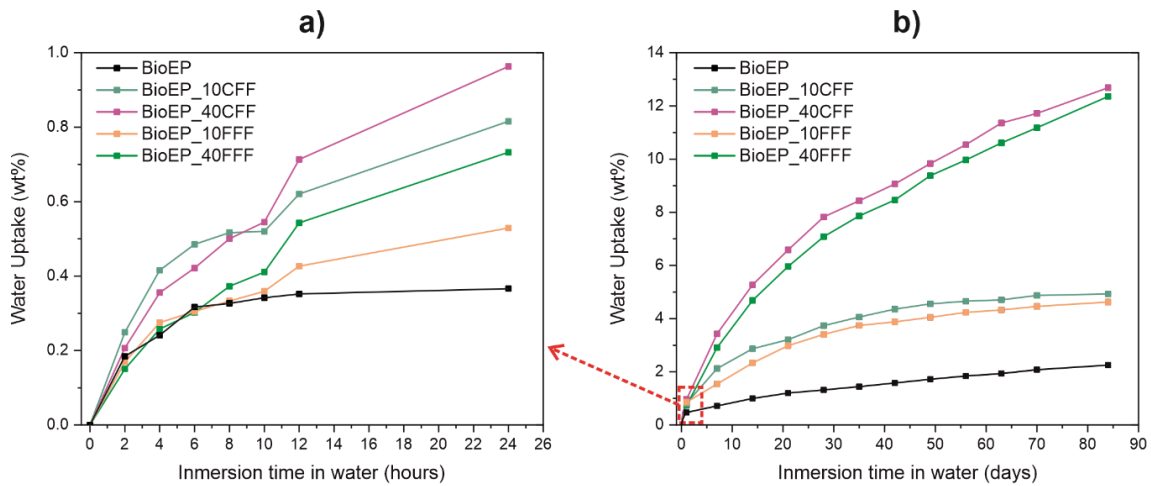 a)
1.0
0.8
0.6
0.4
0.2
0.0
Water Uptake (wt%)
BioEP
BioEP_10CFF
BioEP_40CFF
BioEP_10FFF
BioEP_40FFF
0 2 4 6 8 10 12 14 16 18 20 22 24 26
Inmersion time in water (hours)
b)
14
12
10
8
6
4
2
0
Water Uptake (wt%)
BioEP
BioEP_10CFF
BioEP_40CFF
BioEP_10FFF
BioEP_40FFF
0 10 20 30 40 50 60 70 80 90
Inmersion time in water (days)